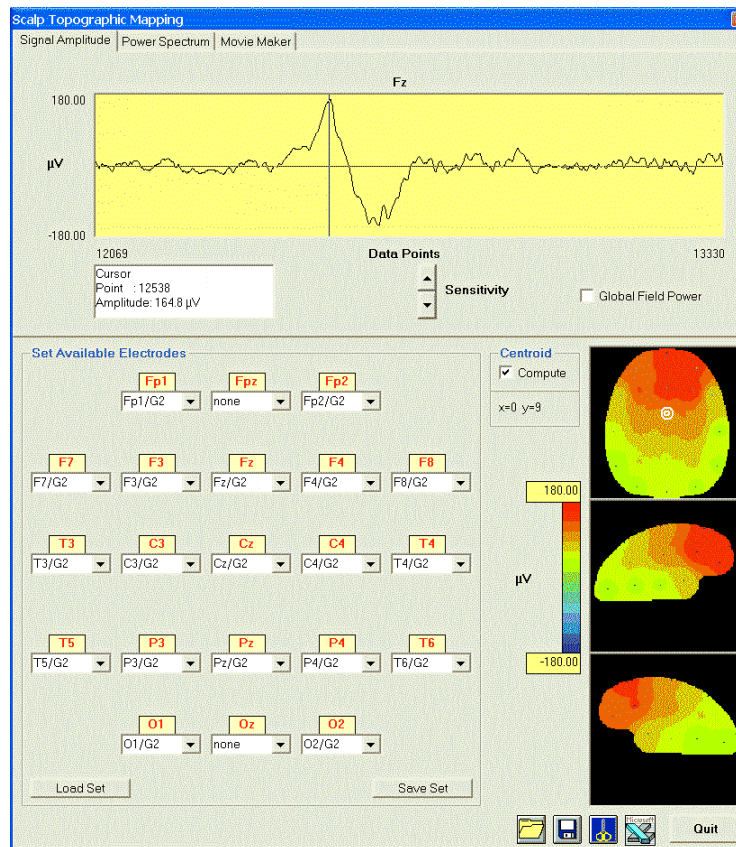 Scalp Topographic Mapping
Signal Amplitude Power Spectrum Movie Maker
Fz
180.00
µV
-180.00
12069 Data Points 13330
Cursor
Point : 12538
Amplitude: 164.8 µV
Sensitivity
Global Field Power
Set Available Electrodes
Fp1 Fpz Fp2
Fp1/G2 none Fp2/G2
F7 F3 Fz F4 F8
F7/G2 F3/G2 Fz/G2 F4/G2 F8/G2
T3 C3 Cz C4 T4
T3/G2 C3/G2 Cz/G2 C4/G2 T4/G2
T5 P3 Pz P4 T6
T5/G2 P3/G2 Pz/G2 P4/G2 T6/G2
O1 Oz O2
O1/G2 none O2/G2
Load Set Save Set
Centroid
Compute
x=0 y=9
180.00
µV
-180.00
Microsoft
Quit